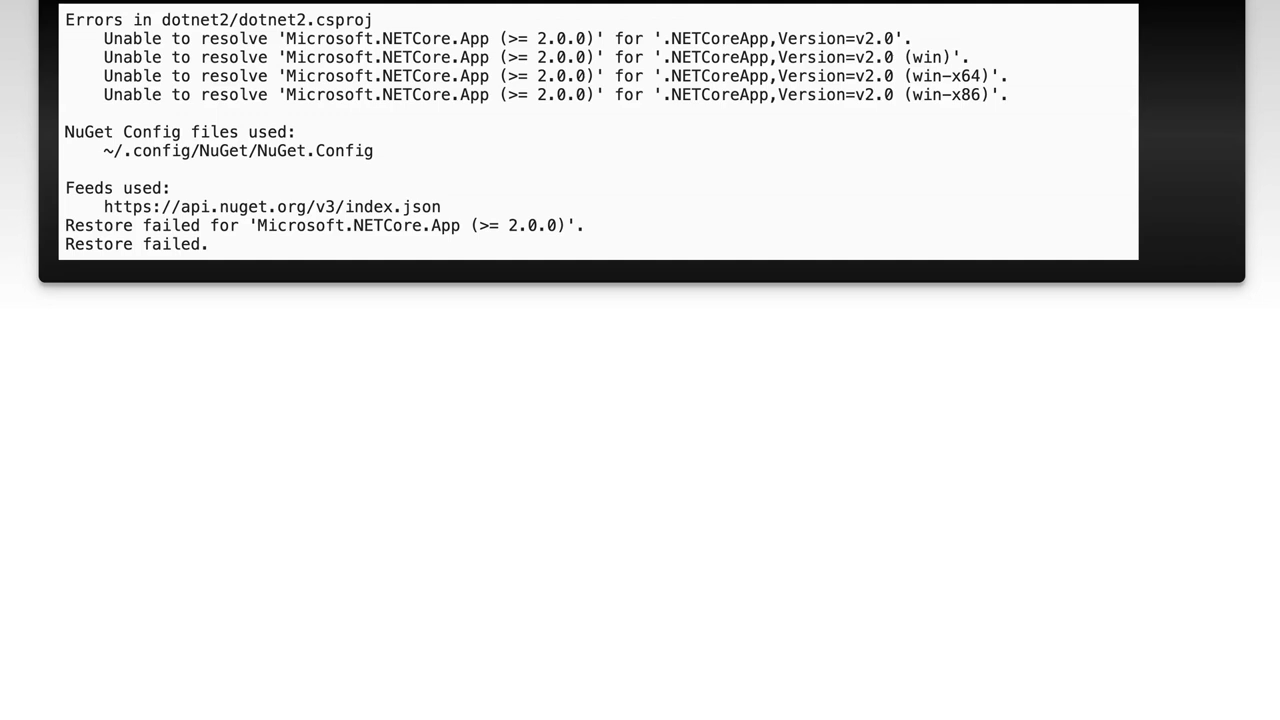 Errors in dotnet2/dotnet2.csproj
    Unable to resolve 'Microsoft.NETCore.App (>= 2.0.0)' for '.NETCoreApp,Version=v2.0'.
    Unable to resolve 'Microsoft.NETCore.App (>= 2.0.0)' for '.NETCoreApp,Version=v2.0 (win)'.
    Unable to resolve 'Microsoft.NETCore.App (>= 2.0.0)' for '.NETCoreApp,Version=v2.0 (win-x64)'.
    Unable to resolve 'Microsoft.NETCore.App (>= 2.0.0)' for '.NETCoreApp,Version=v2.0 (win-x86)'.
NuGet Config files used:
    ~/.config/NuGet/NuGet.Config
Feeds used:
    https://api.nuget.org/v3/index.json
Restore failed for 'Microsoft.NETCore.App (>= 2.0.0)'.
Restore failed.